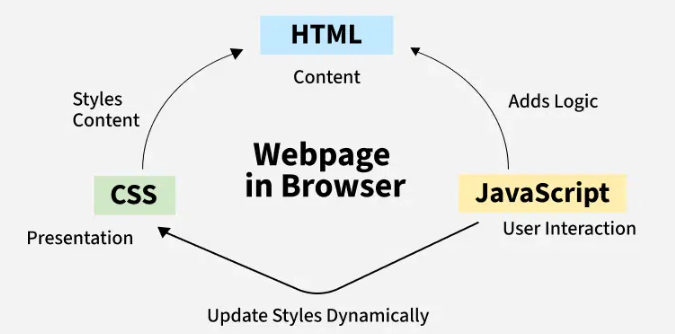 HTML
Content
Styles
Content
Adds Logic
Webpage
in Browser
CSS
JavaScript
Presentation
User Interaction
Update Styles Dynamically